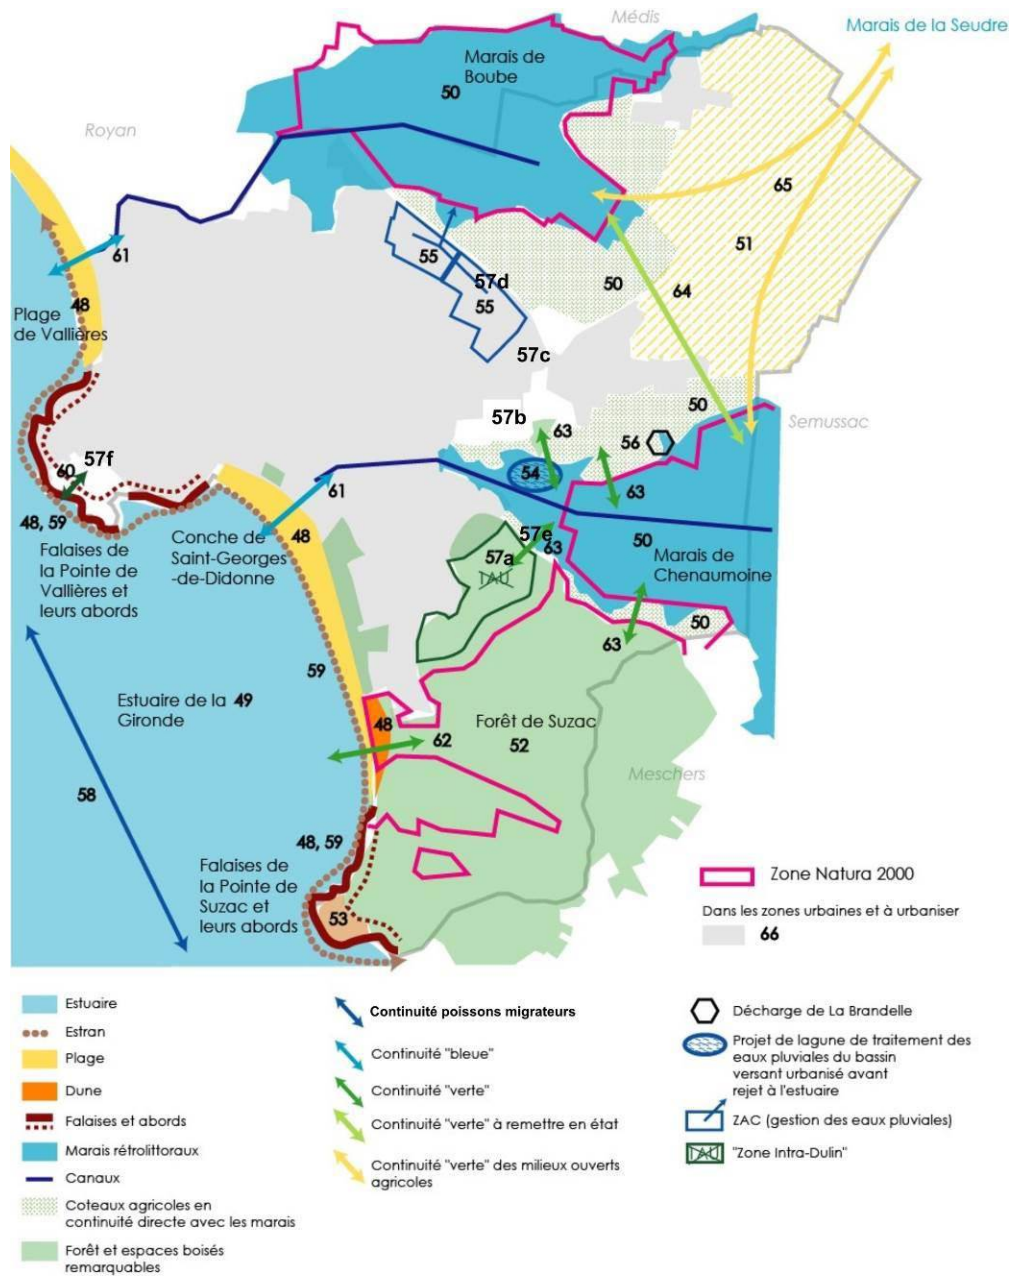 Médis
Marais de la Seudre
Marais de
Boube
50
Royan
65
61
55
57d
50
51
48
55
64
Plage
de Vallières
57c
50
57b
Semussac
63
56
60
57f
54
61
63
48, 59
48
57e
50
Conche de
Saint-Georges
-de-Didonne
63
Marais de
Chenaumoine
Falaises de
la Pointe de
Vallières et
leurs abords
57a
1AU
50
63
59
Estuaire de la
Gironde
49
48
Forêt de Suzac
62
52
Meschers
58
48, 59
Falaises de
la Pointe de
Suzac et
leurs abords
53
Zone Natura 2000
Dans les zones urbaines et à urbaniser
66
Estuaire
Estran
Plage
Dune
Falaises et abords
Marais rétrolittoraux
Canaux
Coteaux agricoles en
continuité directe avec les marais
Forêt et espaces boisés
remarquables
Continuité poissons migrateurs
Continuité "bleue"
Continuité "verte"
Continuité "verte" à remettre en état
Continuité "verte" des milieux ouverts
agricoles
Décharge de La Brandelle
Projet de lagune de traitement des
eaux pluviales du bassin
versant urbanisé avant
rejet à l'estuaire
ZAC (gestion des eaux pluviales)
1AU
"Zone Intra-Dulin"